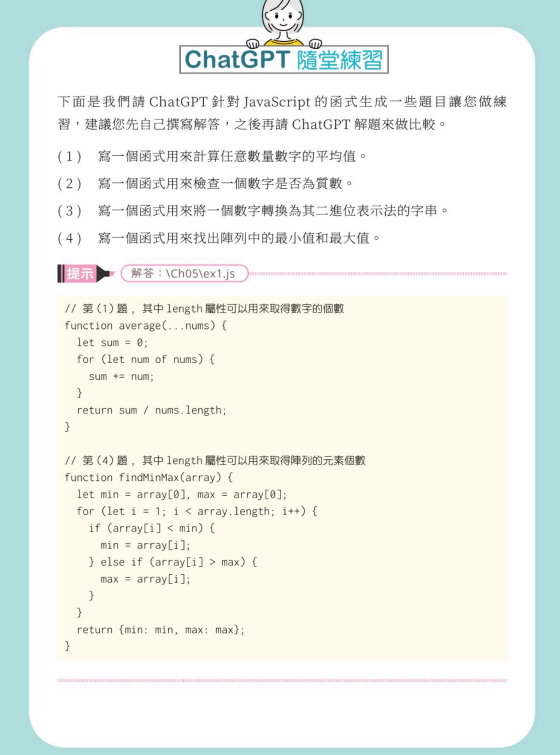 ChatGPT 隨堂練習
下面是我們請 ChatGPT 針對 JavaScript 的函式生成一些題目讓您做練
習，建議您先自己撰寫解答，之後再請 ChatGPT 解題來做比較。
(1) 寫一個函式用來計算任意數量數字的平均值。
(2) 寫一個函式用來檢查一個數字是否為質數。
(3) 寫一個函式用來將一個數字轉換為其二進位表示法的字串。
(4) 寫一個函式用來找出陣列中的最小值和最大值。
提示 解答：\Ch05\ex1.js
// 第 (1) 題，其中 length 屬性可以用來取得數字的個數
function average(...nums) {
  let sum = 0;
  for (let num of nums) {
    sum += num;
  }
  return sum / nums.length;
}
// 第 (4) 題，其中 length 屬性可以用來取得陣列的元素個數
function findMinMax(array) {
  let min = array[0], max = array[0];
  for (let i = 1; i < array.length; i++) {
    if (array[i] < min) {
      min = array[i];
    } else if (array[i] > max) {
      max = array[i];
    }
  }
  return {min: min, max: max};
}